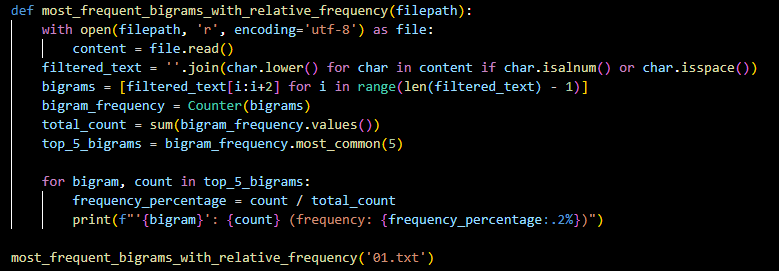 def most_frequent_bigrams_with_relative_frequency(filepath):
    with open(filepath, 'r', encoding='utf-8') as file:
        content = file.read()
    filtered_text = ''.join(char.lower() for char in content if char.isalnum() or char.isspace())
    bigrams = [filtered_text[i:i+2] for i in range(len(filtered_text) - 1)]
    bigram_frequency = Counter(bigrams)
    total_count = sum(bigram_frequency.values())
    top_5_bigrams = bigram_frequency.most_common(5)

    for bigram, count in top_5_bigrams:
        frequency_percentage = count / total_count
        print(f"'{bigram}': {count} (frequency: {frequency_percentage:.2%})")

most_frequent_bigrams_with_relative_frequency('01.txt')